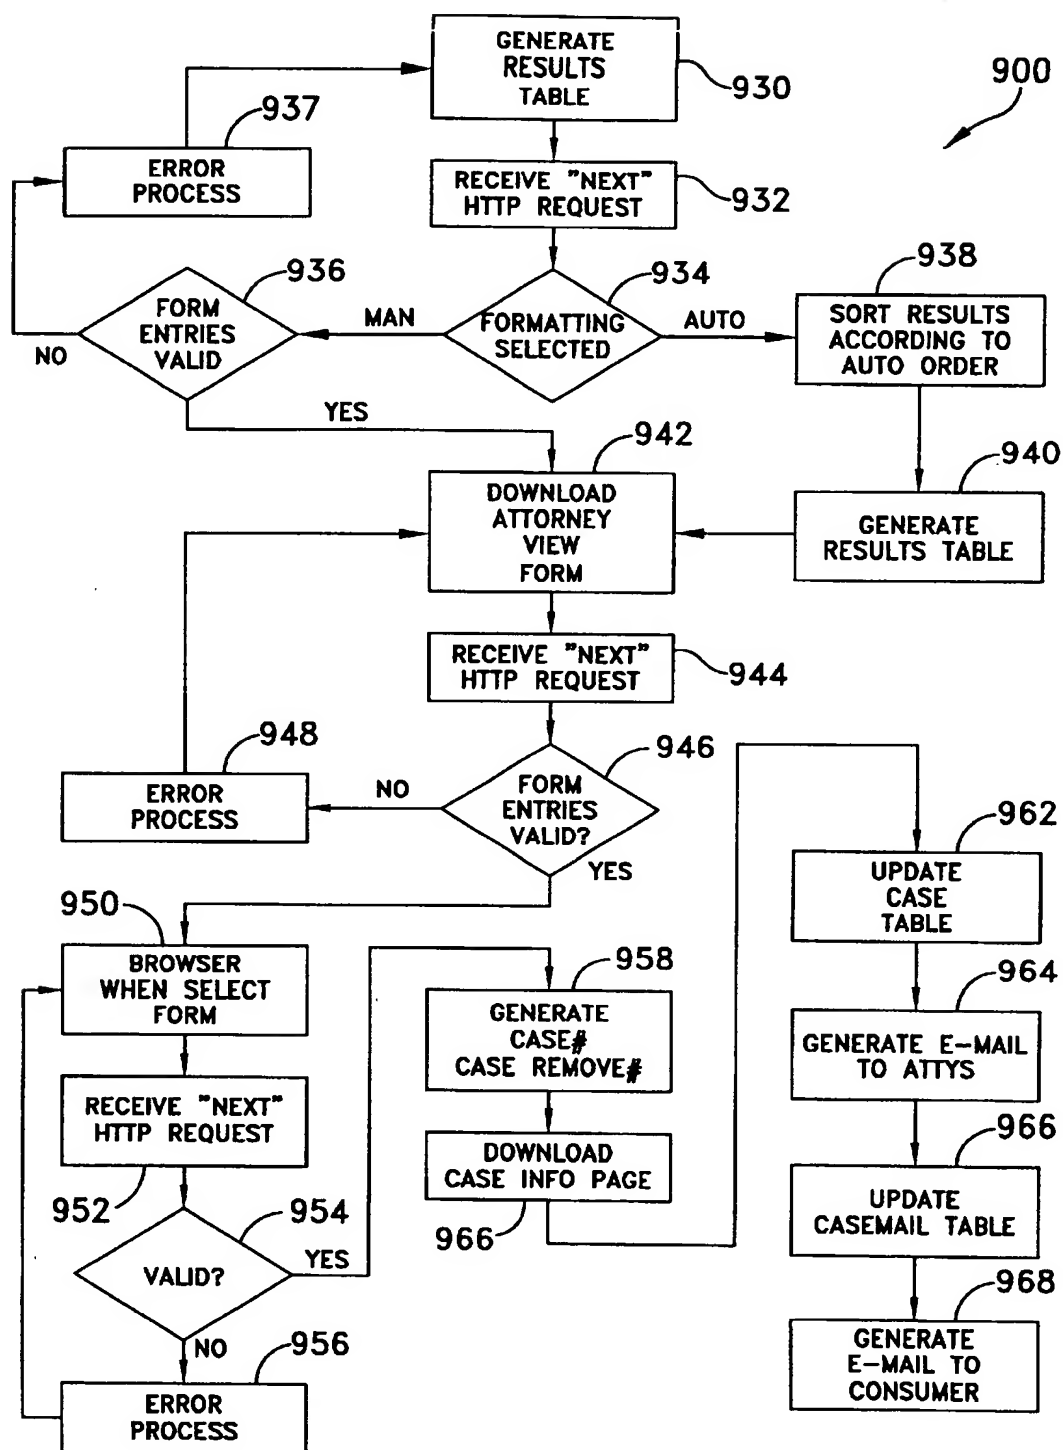 GENERATE
RESULTS
TABLE
930
900
937
ERROR
PROCESS
RECEIVE "NEXT"
HTTP REQUEST
932
936
FORM
ENTRIES
VALID
NO
YES
MAN
934
FORMATTING
SELECTED
AUTO
938
SORT RESULTS
ACCORDING TO
AUTO ORDER
940
GENERATE
RESULTS TABLE
942
DOWNLOAD
ATTORNEY
VIEW
FORM
RECEIVE "NEXT"
HTTP REQUEST
944
946
FORM
ENTRIES
VALID?
NO
YES
948
ERROR
PROCESS
950
BROWSER
WHEN SELECT
FORM
RECEIVE "NEXT"
HTTP REQUEST
952
954
VALID?
YES
NO
956
ERROR
PROCESS
958
GENERATE
CASE#
CASE REMOVE#
DOWNLOAD
CASE INFO PAGE
966
962
UPDATE
CASE
TABLE
964
GENERATE E-MAIL
TO ATTYS
966
UPDATE
CASEMAIL TABLE
968
GENERATE
E-MAIL TO
CONSUMER